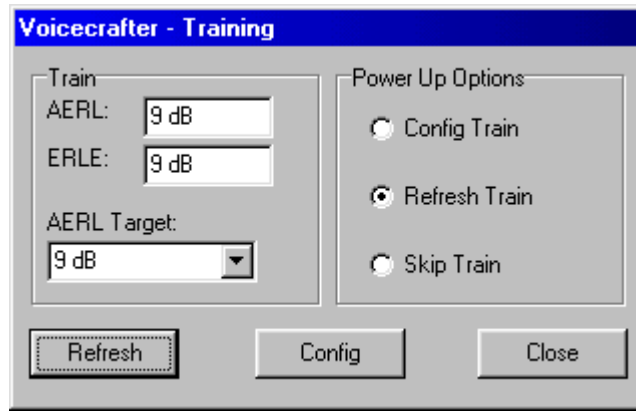 Voicecrafter - Training
Train
AERL:
9 dB
ERLE:
9 dB
AERL Target:
9 dB
Power Up Options
Config Train
Refresh Train
Skip Train
Refresh
Config
Close